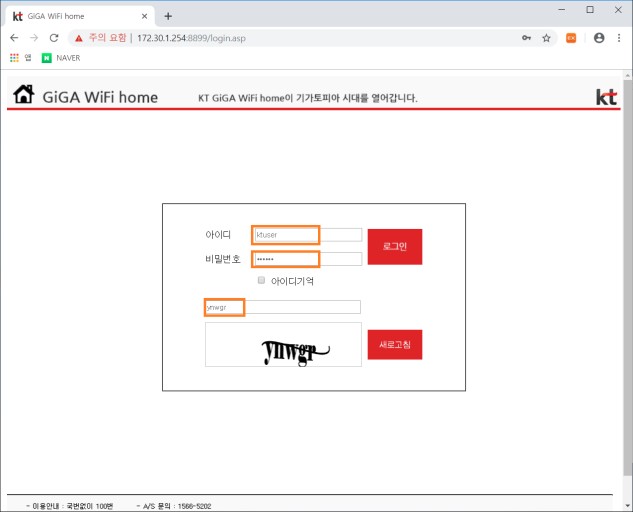 kt GiGA WiFi home
주의 요함 | 172.30.1.254:8899/login.asp
앱 N NAVER
GiGA WiFi home KT GiGA WiFi home이 기가토피아 시대를 열어갑니다. kt
아이디 ktuser 로그인
비밀번호 ••••••
아이디기억
ynwgr
ynwgr 새로고침
- 이용안내 : 국번없이 100번 - A/S 문의 : 1566-5202